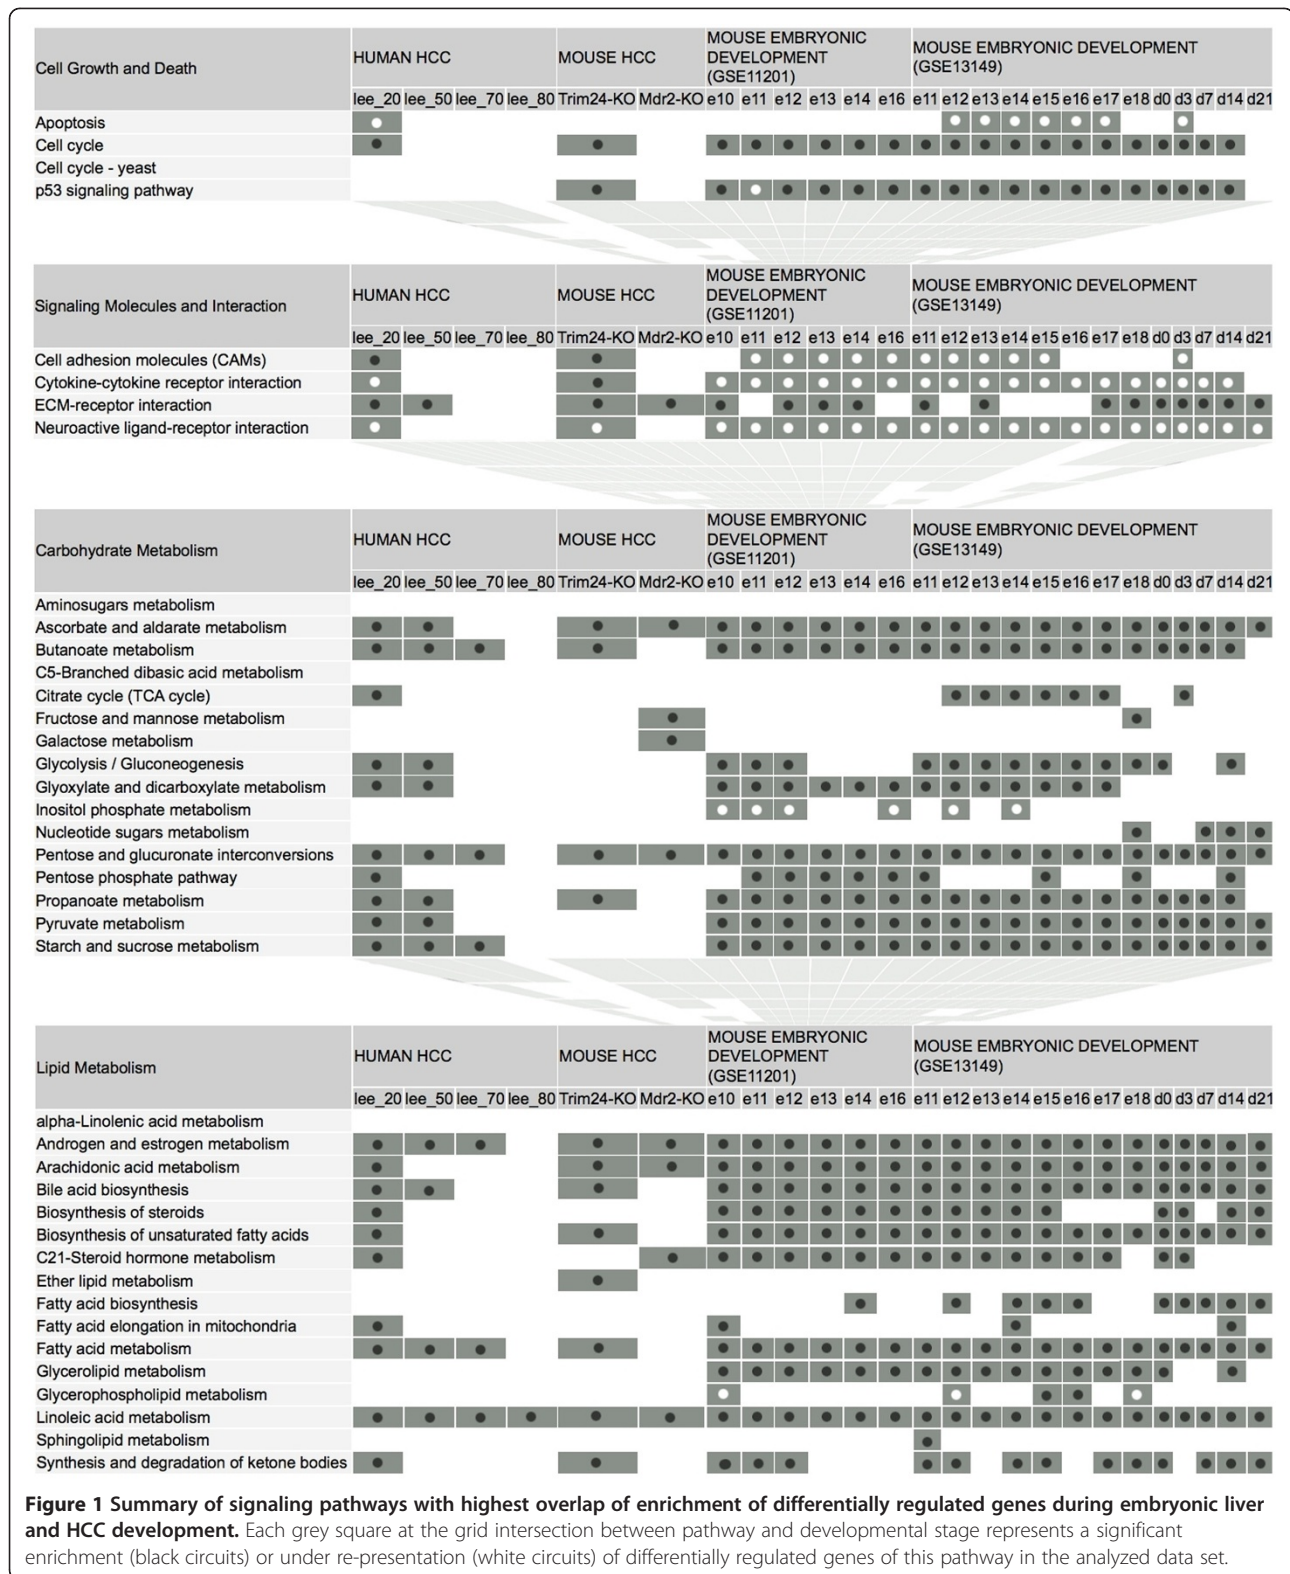 Cell Growth and Death
HUMAN HCC
MOUSE HCC
MOUSE EMBRYONIC
DEVELOPMENT
(GSE11201)
MOUSE EMBRYONIC DEVELOPMENT
(GSE13149)
lee_20 lee_50 lee_70 lee_80 Trim24-KO Mdr2-KO e10 e11 e12 e13 e14 e16 e11 e12 e13 e14 e15 e16 e17 e18 d0 d3 d7 d14 d21
Apoptosis
Cell cycle
Cell cycle - yeast
p53 signaling pathway
Signaling Molecules and Interaction
HUMAN HCC
MOUSE HCC
MOUSE EMBRYONIC
DEVELOPMENT
(GSE11201)
MOUSE EMBRYONIC DEVELOPMENT
(GSE13149)
lee_20 lee_50 lee_70 lee_80 Trim24-KO Mdr2-KO e10 e11 e12 e13 e14 e16 e11 e12 e13 e14 e15 e16 e17 e18 d0 d3 d7 d14 d21
Cell adhesion molecules (CAMs)
Cytokine-cytokine receptor interaction
ECM-receptor interaction
Neuroactive ligand-receptor interaction
Carbohydrate Metabolism
HUMAN HCC
MOUSE HCC
MOUSE EMBRYONIC
DEVELOPMENT
(GSE11201)
MOUSE EMBRYONIC DEVELOPMENT
(GSE13149)
lee_20 lee_50 lee_70 lee_80 Trim24-KO Mdr2-KO e10 e11 e12 e13 e14 e16 e11 e12 e13 e14 e15 e16 e17 e18 d0 d3 d7 d14 d21
Aminosugars metabolism
Ascorbate and aldarate metabolism
Butanoate metabolism
C5-Branched dibasic acid metabolism
Citrate cycle (TCA cycle)
Fructose and mannose metabolism
Galactose metabolism
Glycolysis / Gluconeogenesis
Glyoxylate and dicarboxylate metabolism
Inositol phosphate metabolism
Nucleotide sugars metabolism
Pentose and glucuronate interconversions
Pentose phosphate pathway
Propanoate metabolism
Pyruvate metabolism
Starch and sucrose metabolism
Lipid Metabolism
HUMAN HCC
MOUSE HCC
MOUSE EMBRYONIC
DEVELOPMENT
(GSE11201)
MOUSE EMBRYONIC DEVELOPMENT
(GSE13149)
lee_20 lee_50 lee_70 lee_80 Trim24-KO Mdr2-KO e10 e11 e12 e13 e14 e16 e11 e12 e13 e14 e15 e16 e17 e18 d0 d3 d7 d14 d21
alpha-Linolenic acid metabolism
Androgen and estrogen metabolism
Arachidonic acid metabolism
Bile acid biosynthesis
Biosynthesis of steroids
Biosynthesis of unsaturated fatty acids
C21-Steroid hormone metabolism
Ether lipid metabolism
Fatty acid biosynthesis
Fatty acid elongation in mitochondria
Fatty acid metabolism
Glycerolipid metabolism
Glycerophospholipid metabolism
Linoleic acid metabolism
Sphingolipid metabolism
Synthesis and degradation of ketone bodies
Figure 1 Summary of signaling pathways with highest overlap of enrichment of differentially regulated genes during embryonic liver
and HCC development. Each grey square at the grid intersection between pathway and developmental stage represents a significant
enrichment (black circuits) or under re-presentation (white circuits) of differentially regulated genes of this pathway in the analyzed data set.